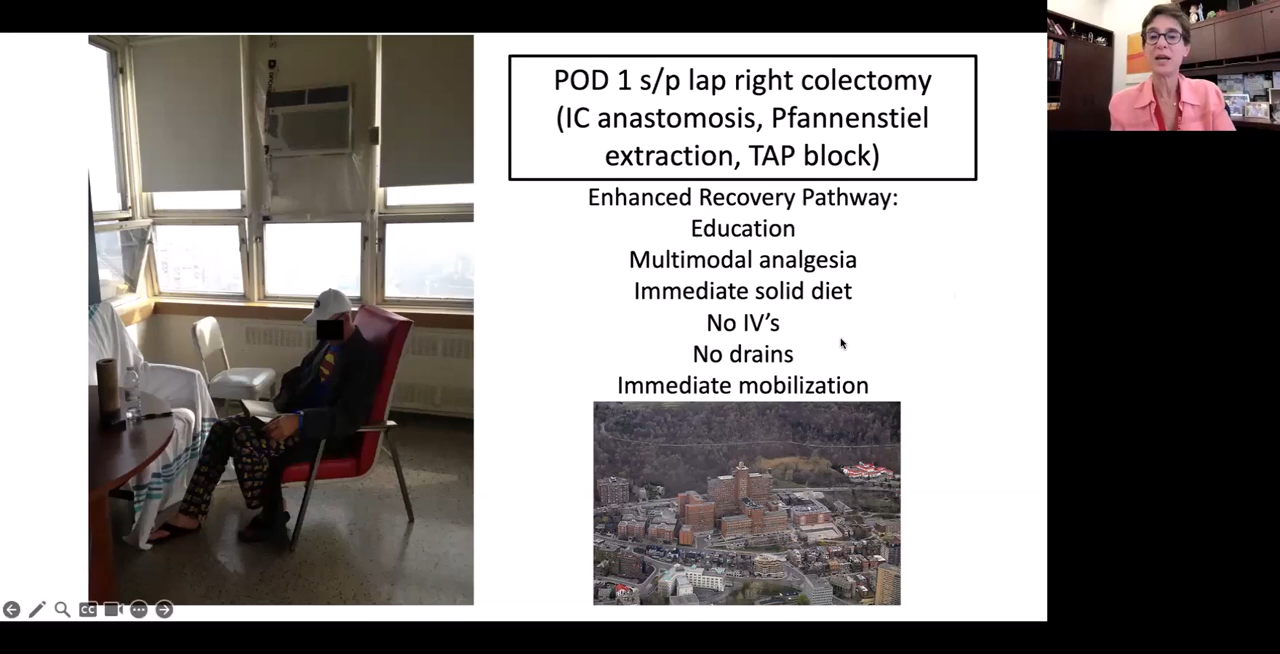 POD 1 s/p lap right colectomy
(IC anastomosis, Pfannenstiel
extraction, TAP block)
Enhanced Recovery Pathway:
Education
Multimodal analgesia
Immediate solid diet
No IV's
No drains
Immediate mobilization
CC